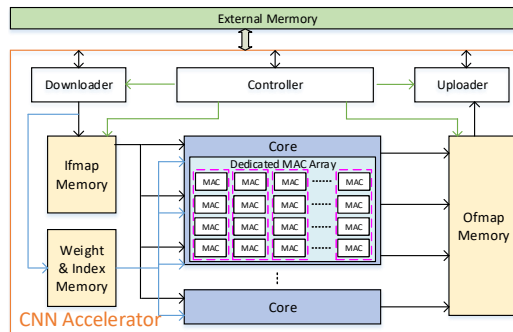 External Mermory
Downloader
Controller
Uploader
Ifmap
Memory
Core
Dedicated MAC Array
MAC MAC MAC ...... MAC
MAC MAC MAC ...... MAC
MAC MAC MAC ...... MAC
MAC MAC MAC ...... MAC
Ofmap
Memory
Weight
& Index
Memory
Core
CNN Accelerator